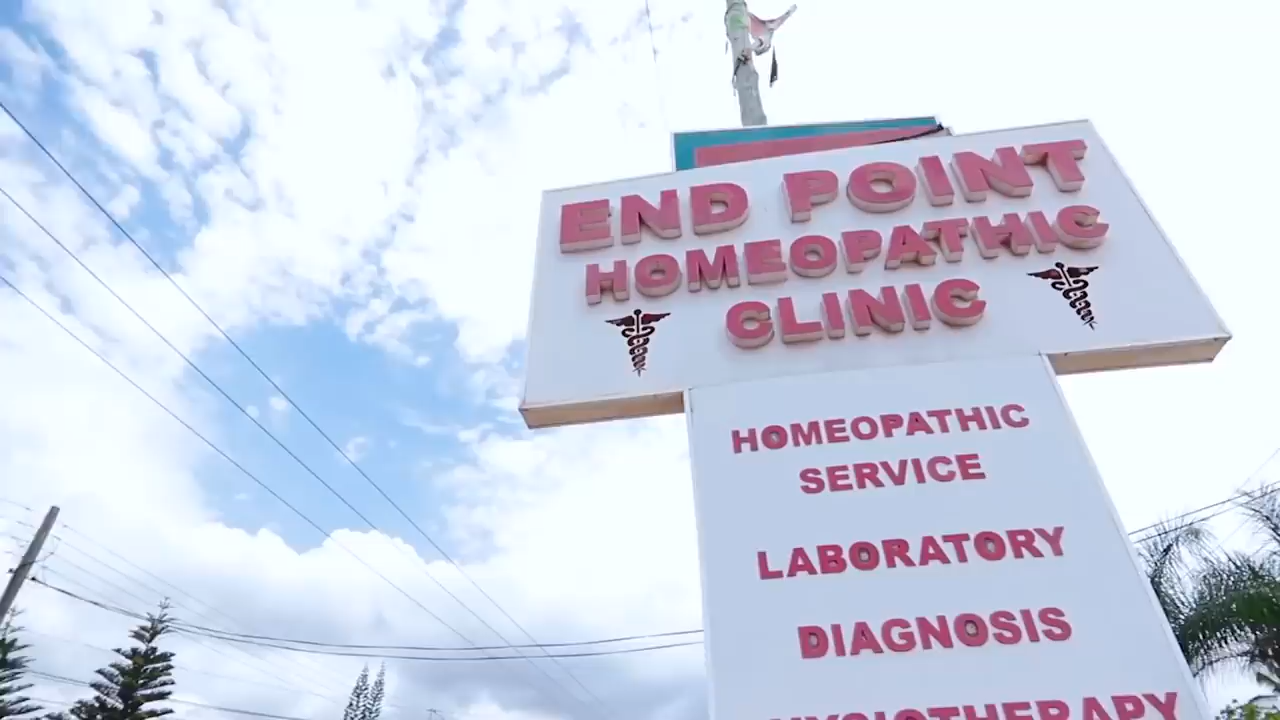 END POINT
HOMEOPATHIC
CLINIC
HOMEOPATHIC
SERVICE
LABORATORY
DIAGNOSIS